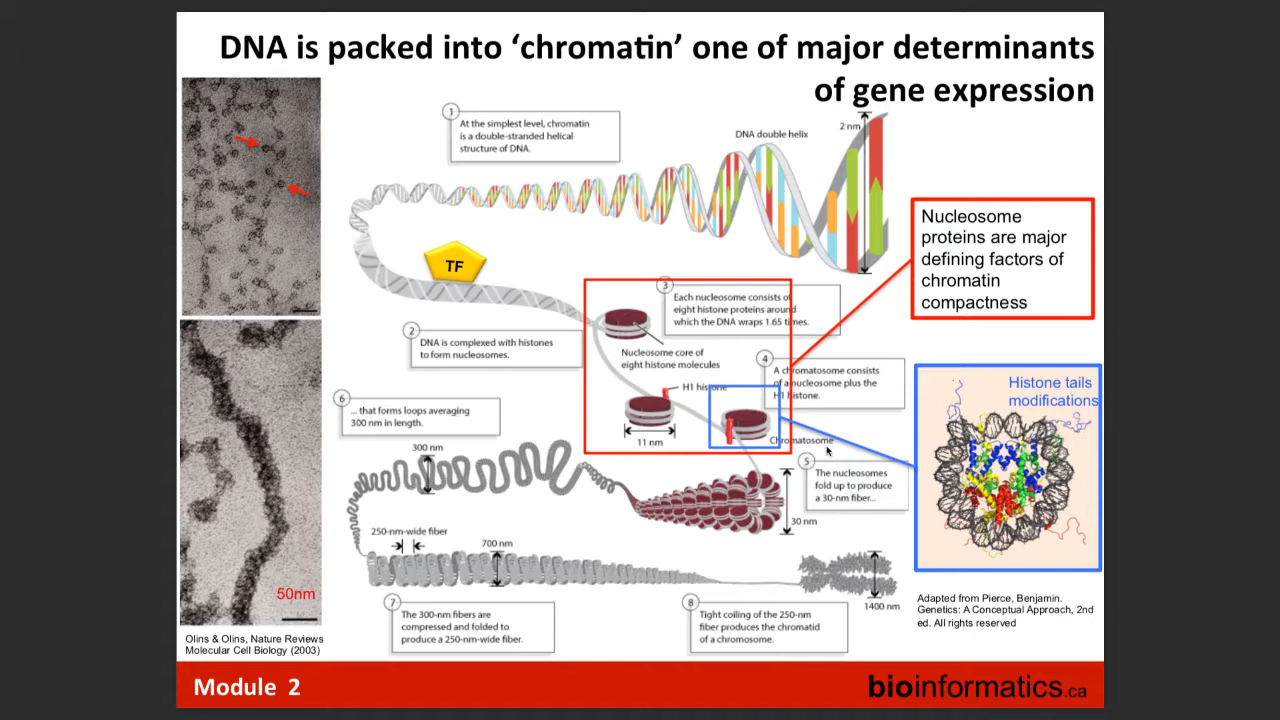 DNA is packed into ‘chromatin’ one of major determinants
of gene expression
1
At the simplest level, chromatin
is a double-stranded helical
structure of DNA.
DNA double helix
2 nm
TF
Nucleosome
proteins are major
defining factors of
chromatin
compactness
3
Each nucleosome consists of
eight histone proteins around
which the DNA wraps 1.65 times.
2
DNA is complexed with histones
to form nucleosomes.
Nucleosome core of
eight histone molecules
4
A chromatosome consists
of a nucleosome plus the
H1 histone.
H1 histone
11 nm
Chromatosome
Histone tails
modifications
6
... that forms loops averaging
300 nm in length.
300 nm
5
The nucleosomes
fold up to produce
a 30-nm fiber...
30 nm
250-nm-wide fiber
700 nm
1400 nm
50nm
7
The 300-nm fibers are
compressed and folded to
produce a 250-nm-wide fiber.
8
Tight coiling of the 250-nm
fiber produces the chromatid
of a chromosome.
Adapted from Pierce, Benjamin.
Genetics: A Conceptual Approach, 2nd
ed. All rights reserved
Olins & Olins, Nature Reviews
Molecular Cell Biology (2003)
Module 2
bioinformatics.ca